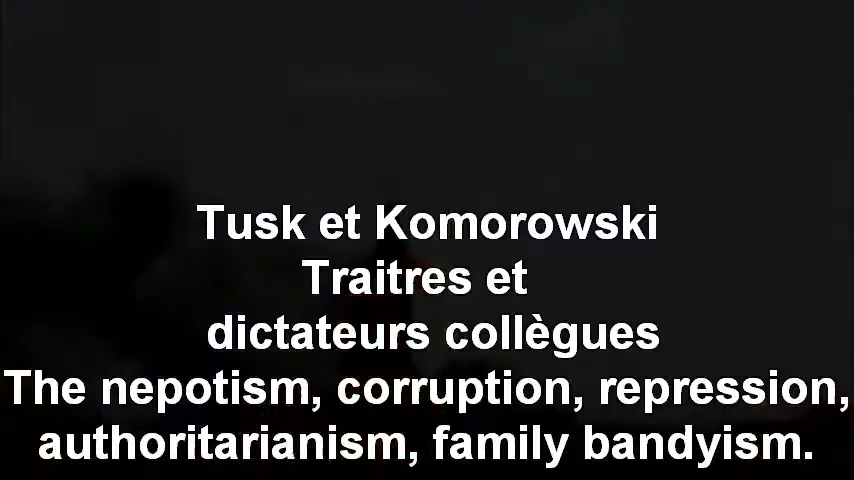 Tusk et Komorowski
Traitres et
dictateurs collègues
The nepotism, corruption, repression,
authoritarianism, family bandyism.